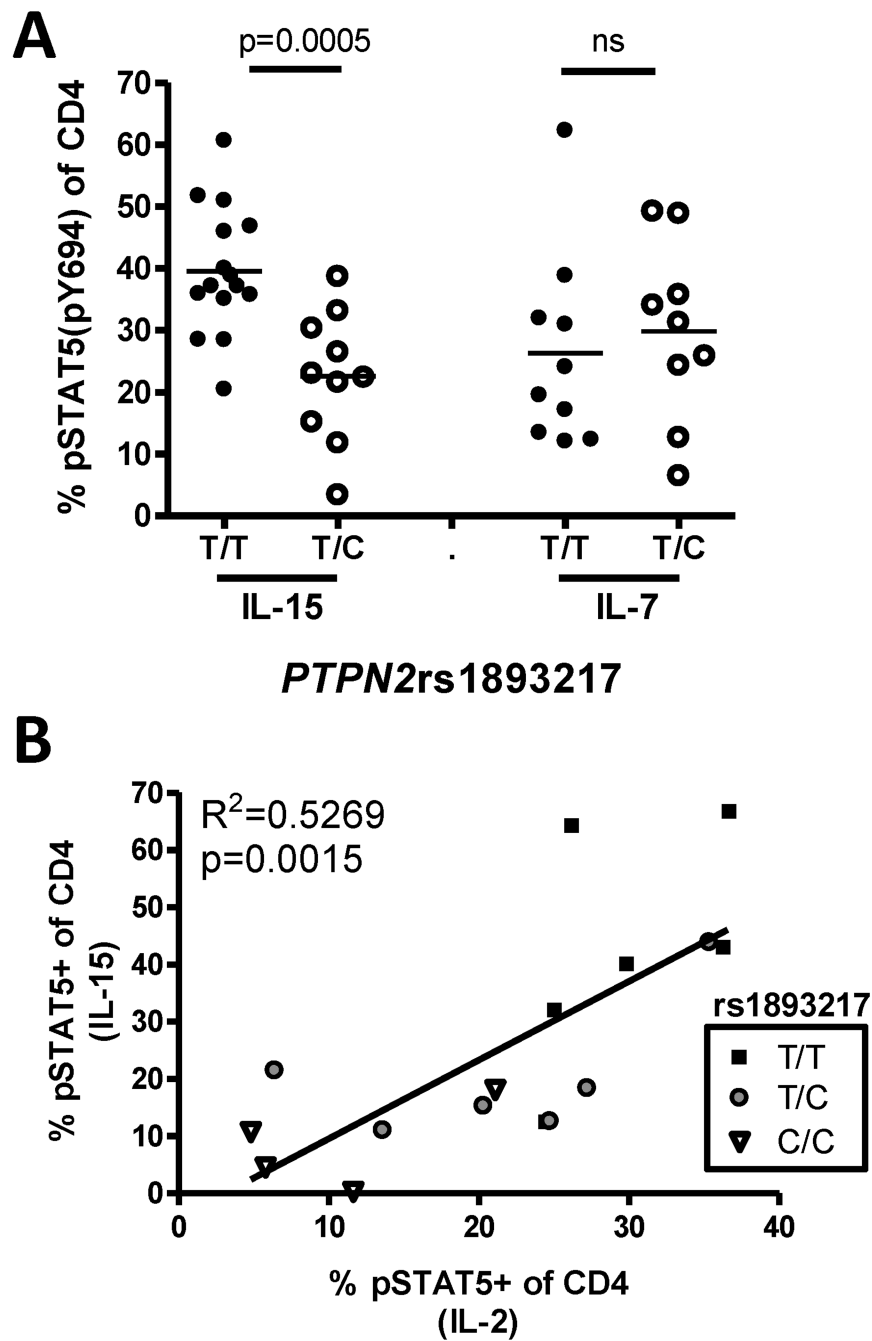 A
p=0.0005
ns
% pSTAT5(pY694) of CD4
70
60
50
40
30
20
10
0
T/T
T/C
.
T/T
T/C
IL-15
IL-7
PTPN2rs1893217
B
R²=0.5269
p=0.0015
% pSTAT5+ of CD4
(IL-15)
70
60
50
40
30
20
10
0
rs1893217
T/T
T/C
C/C
0
10
20
30
40
% pSTAT5+ of CD4
(IL-2)